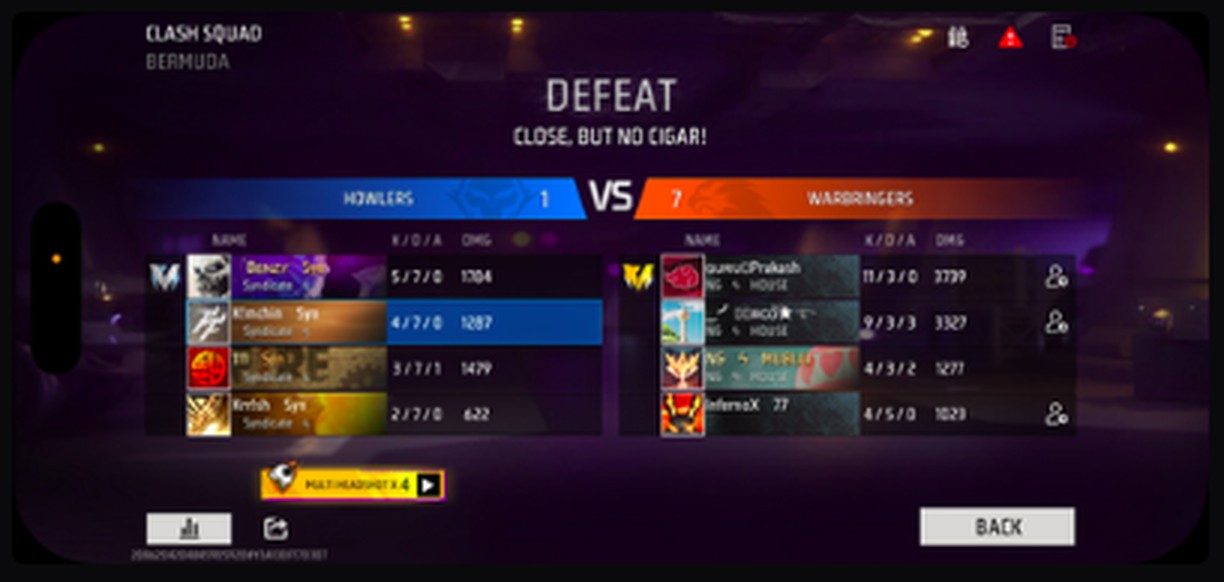 CLASH SQUAD
BERMUDA
DEFEAT
CLOSE, BUT NO CIGAR!
HOWLERS 1 VS 7 WARBRINGERS
NAME K/D/A DMG NAME K/D/A DMG
Syn 5/7/0 1704 Prakash 11/3/0 3739
Syndicate HOUSE
Syn 4/7/0 1287 9/3/3 3327
Syndicate HOUSE
3/7/1 1479 NG 4/3/2 1277
Syndicate HOUSE
Krrish Syn 2/7/0 622 InfernoX 77 4/5/0 1023
Syndicate
MULTI HEADSHOT X 4
BACK